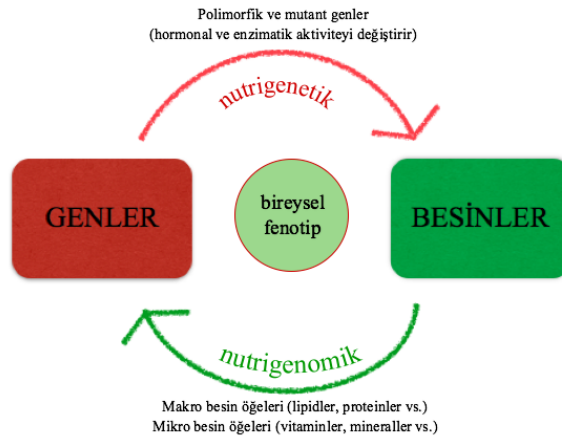 Polimorfik ve mutant genler
(hormonal ve enzimatik aktiviteyi değiştirir)
nutrigenetik
GENLER
bireysel
fenotip
BESİNLER
nutrigenomik
Makro besin öğeleri (lipidler, proteinler vs.)
Mikro besin öğeleri (vitaminler, mineraller vs.)